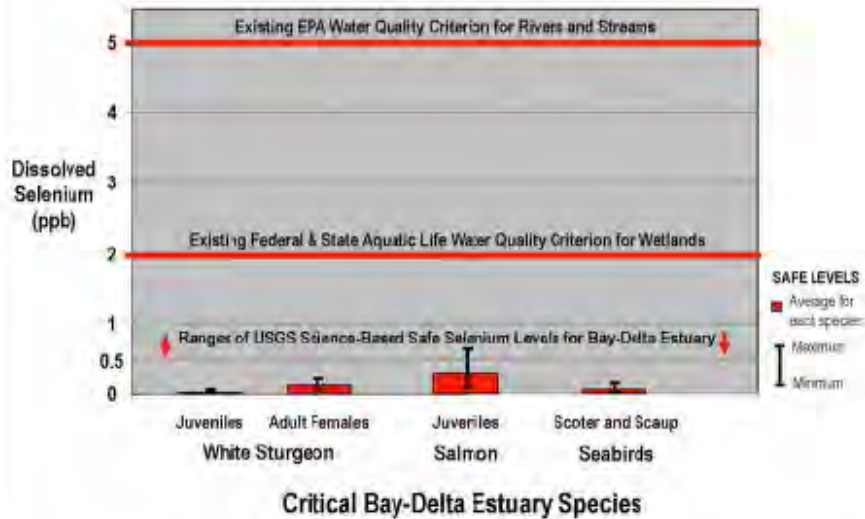 Existing EPA Water Quality Criterion for Rivers and Streams
5
4
Dissolved
Selenium
(ppb)
3
Existing Federal & State Aquatic Life Water Quality Criterion for Wetlands
2
SAFE LEVELS
Average for
each species
Maximum
Minimum
1
Ranges of USGS Science-Based Safe Selenium Levels for Bay-Delta Estuary
0.5
0
Juveniles Adult Females Juveniles Scoter and Scaup
White Sturgeon Salmon Seabirds
Critical Bay-Delta Estuary Species